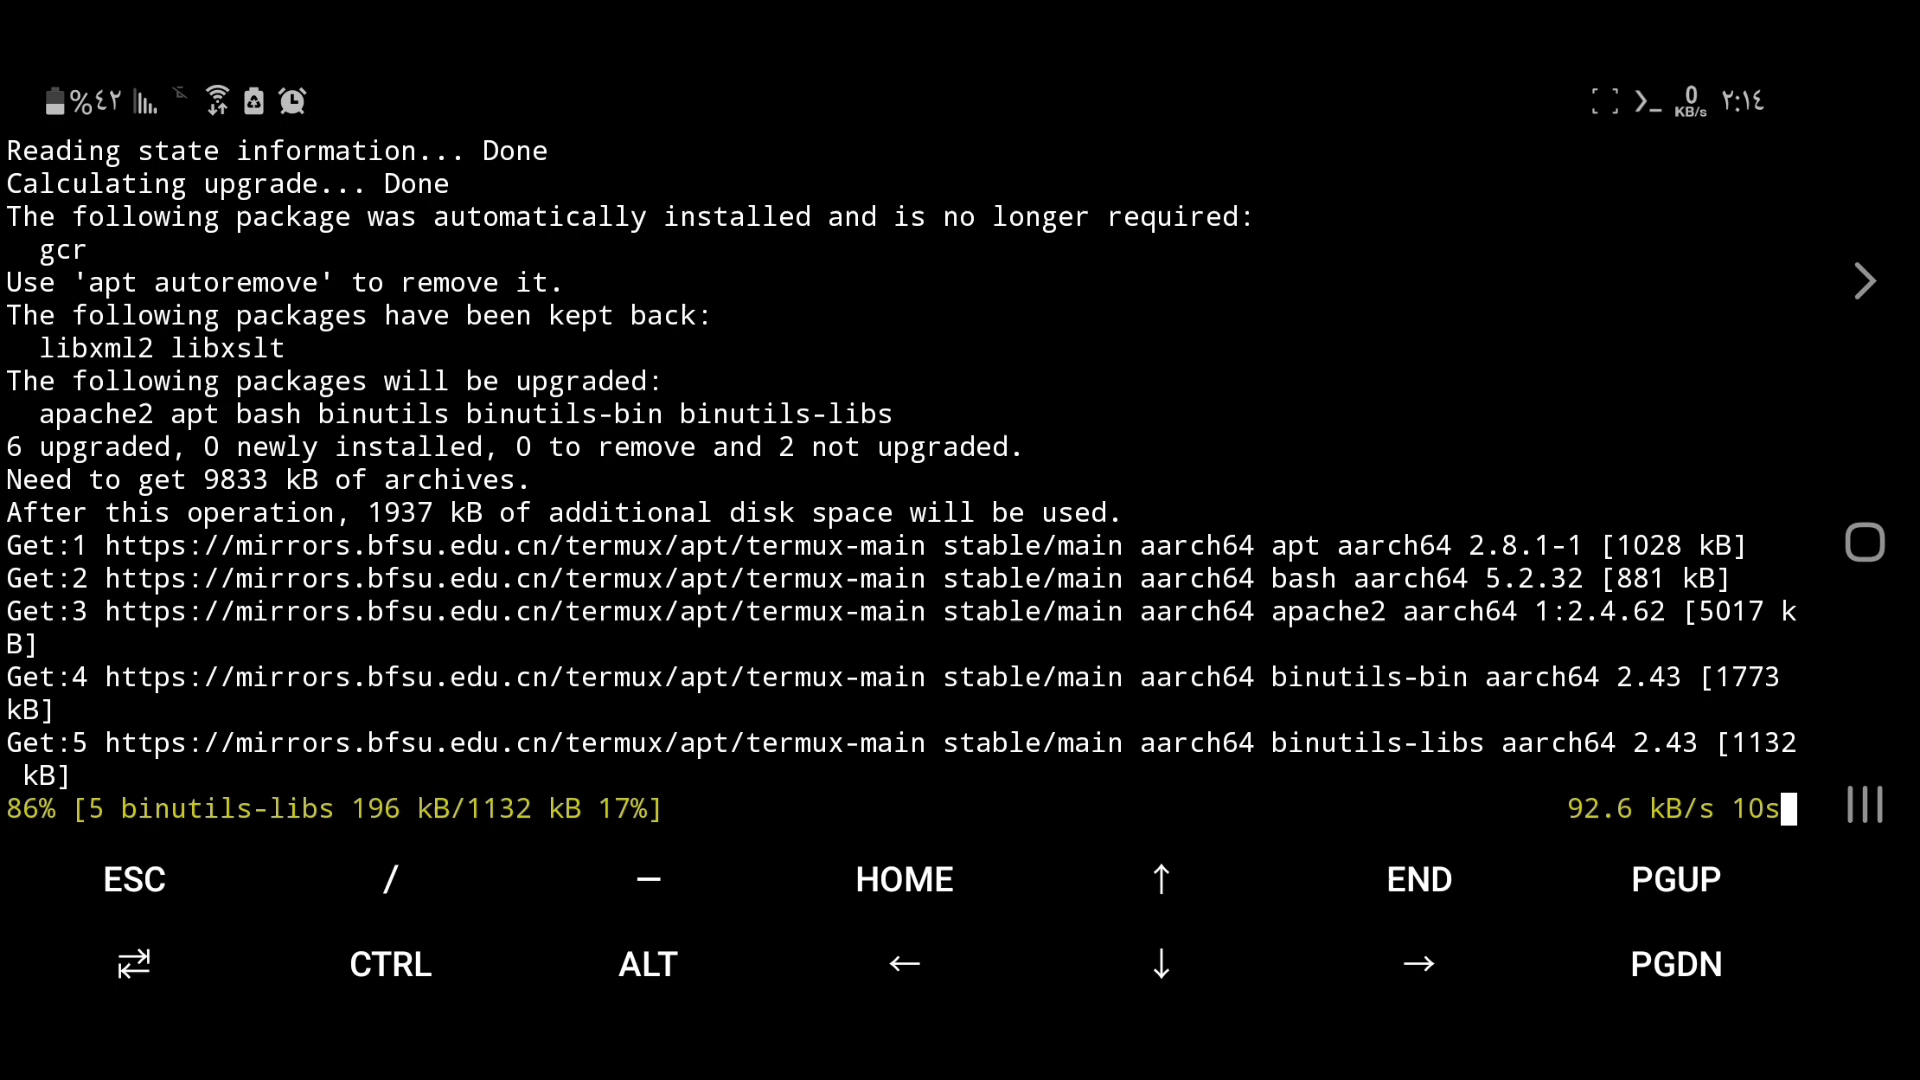 %٤٢
0 KB/s ٢:١٤
Reading state information... Done
Calculating upgrade... Done
The following package was automatically installed and is no longer required:
  gcr
Use 'apt autoremove' to remove it.
The following packages have been kept back:
  libxml2 libxslt
The following packages will be upgraded:
  apache2 apt bash binutils binutils-bin binutils-libs
6 upgraded, 0 newly installed, 0 to remove and 2 not upgraded.
Need to get 9833 kB of archives.
After this operation, 1937 kB of additional disk space will be used.
Get:1 https://mirrors.bfsu.edu.cn/termux/apt/termux-main stable/main aarch64 apt aarch64 2.8.1-1 [1028 kB]
Get:2 https://mirrors.bfsu.edu.cn/termux/apt/termux-main stable/main aarch64 bash aarch64 5.2.32 [881 kB]
Get:3 https://mirrors.bfsu.edu.cn/termux/apt/termux-main stable/main aarch64 apache2 aarch64 1:2.4.62 [5017 k
B]
Get:4 https://mirrors.bfsu.edu.cn/termux/apt/termux-main stable/main aarch64 binutils-bin aarch64 2.43 [1773
kB]
Get:5 https://mirrors.bfsu.edu.cn/termux/apt/termux-main stable/main aarch64 binutils-libs aarch64 2.43 [1132
 kB]
86% [5 binutils-libs 196 kB/1132 kB 17%] 92.6 kB/s 10s
ESC / — HOME ↑ END PGUP
⇄ CTRL ALT ← ↓ → PGDN